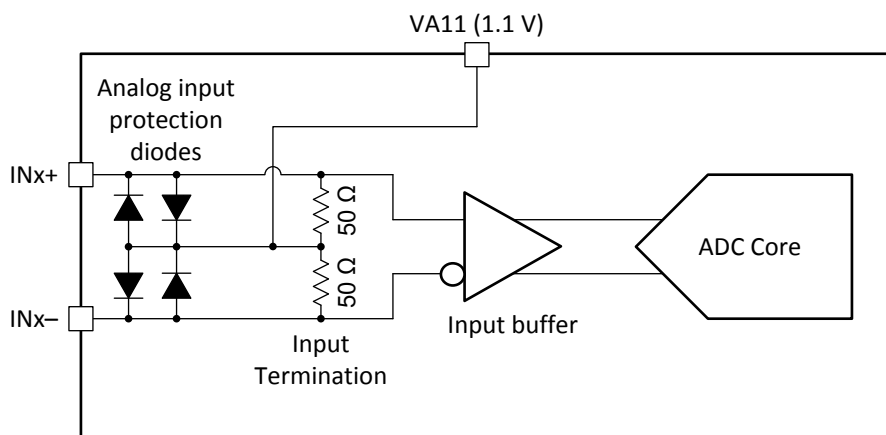 VA11 (1.1 V)
Analog input
protection
diodes
INx+
50 Ω
50 Ω
ADC Core
INx–
Input buffer
Input
Termination